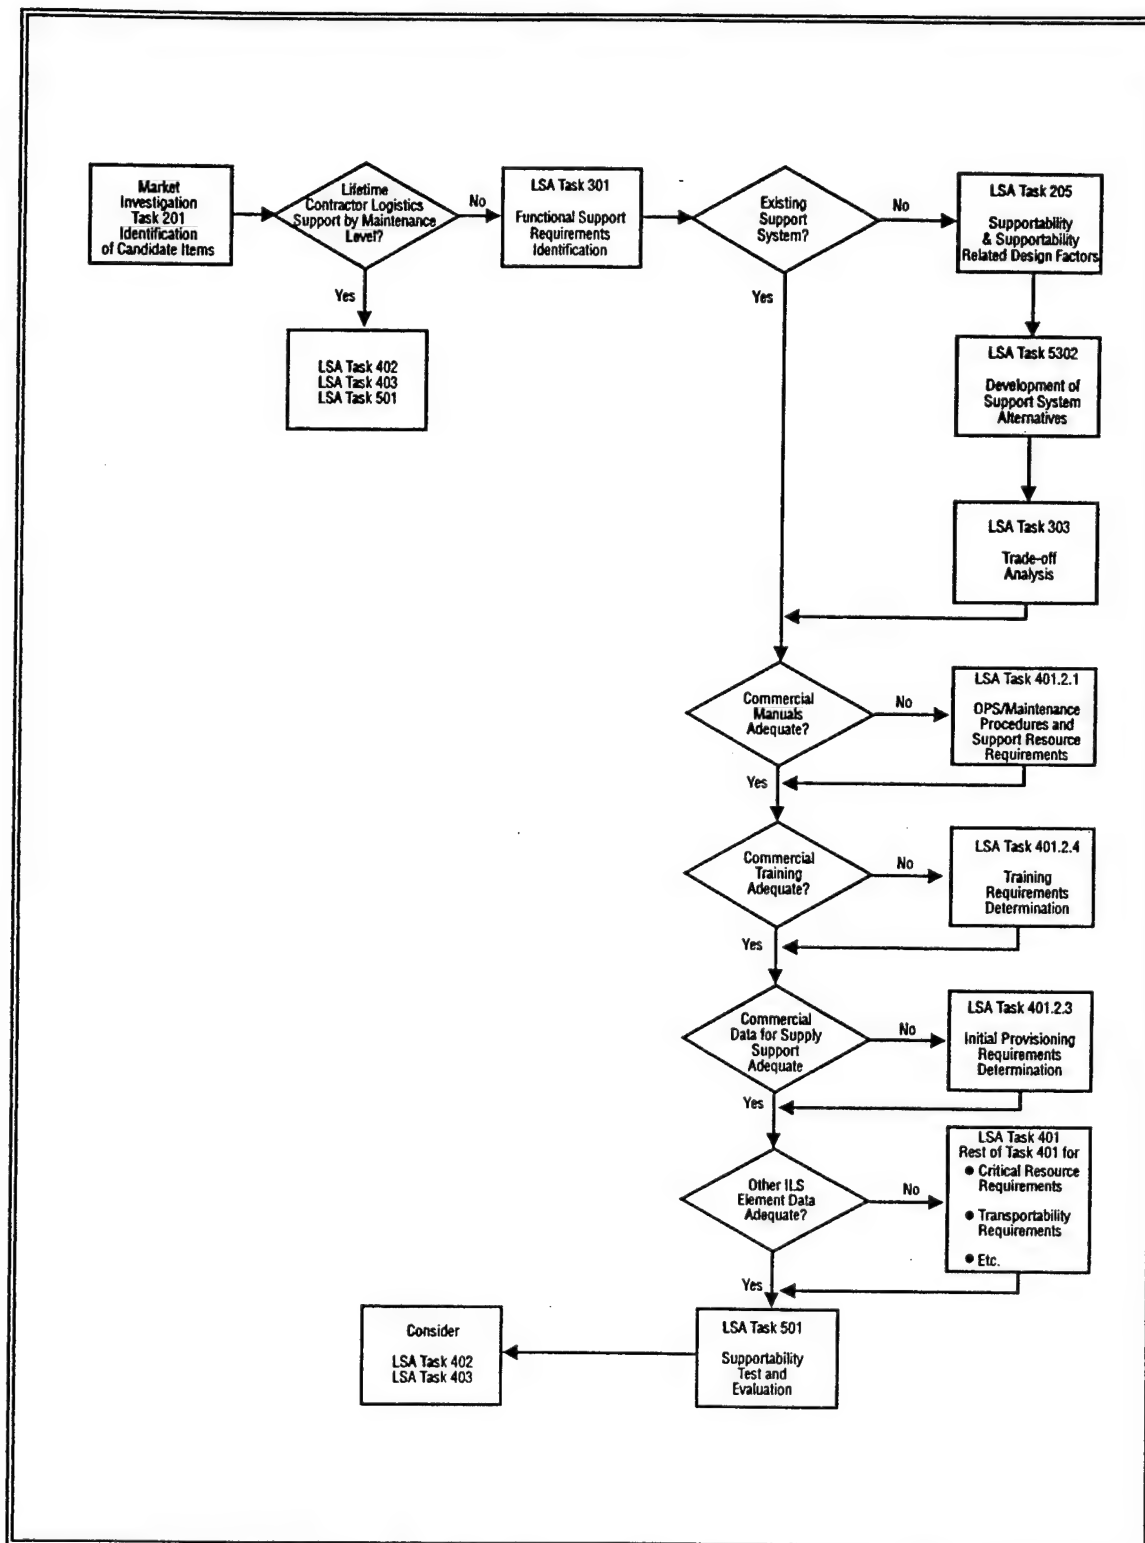 Market
Investigation
Task 201
Identification
of Candidate Items
Lifetime
Contractor Logistics
Support by Maintenance
Level?
No
Yes
LSA Task 402
LSA Task 403
LSA Task 501
LSA Task 301
Functional Support
Requirements
Identification
Existing
Support
System?
No
Yes
LSA Task 205
Supportability
& Supportability
Related Design Factors
LSA Task 5302
Development of
Support System
Alternatives
LSA Task 303
Trade-off
Analysis
Commercial
Manuals
Adequate?
No
Yes
LSA Task 401.2.1
OPS/Maintenance
Procedures and
Support Resource
Requirements
Commercial
Training
Adequate?
No
Yes
LSA Task 401.2.4
Training
Requirements
Determination
Commercial
Data for Supply
Support
Adequate
No
Yes
LSA Task 401.2.3
Initial Provisioning
Requirements
Determination
Other ILS
Element Data
Adequate?
No
Yes
LSA Task 401
Rest of Task 401 for
● Critical Resource
Requirements
● Transportability
Requirements
● Etc.
LSA Task 501
Supportability
Test and
Evaluation
Consider
LSA Task 402
LSA Task 403